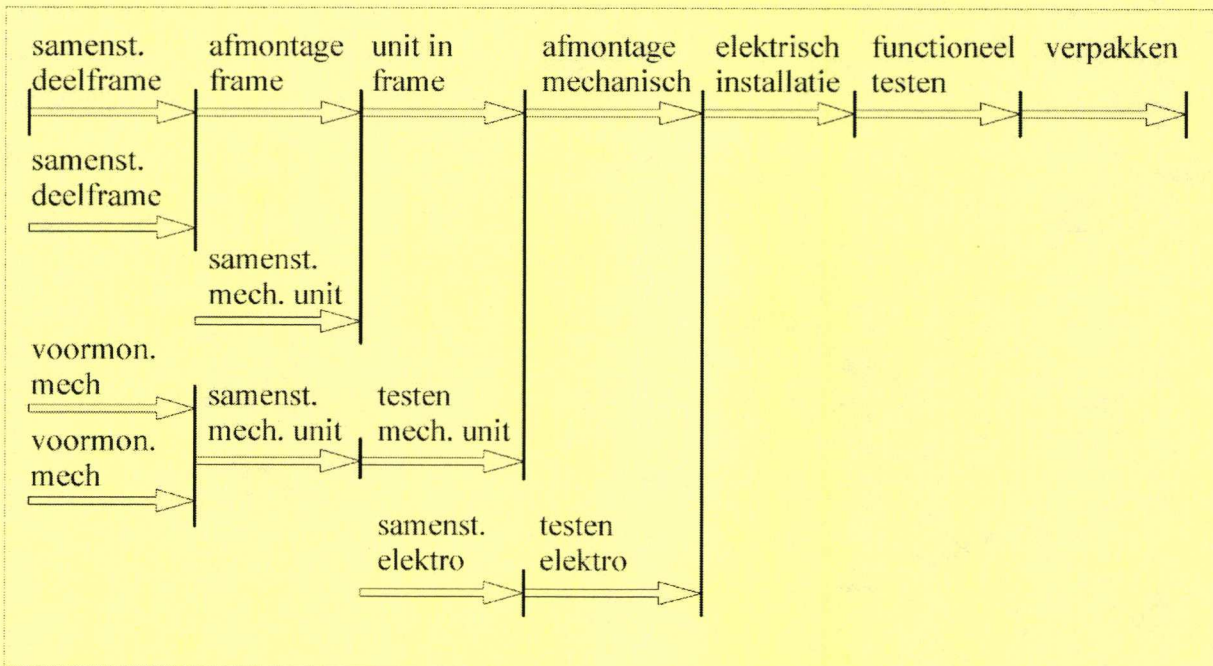 samenst.
deelframe
afmontage
frame
unit in
frame
afmontage
mechanisch
elektrisch
installatie
functioneel
testen
verpakken
samenst.
deelframe
samenst.
mech. unit
voormon.
mech
samenst.
mech. unit
testen
mech. unit
voormon.
mech
samenst.
elektro
testen
elektro